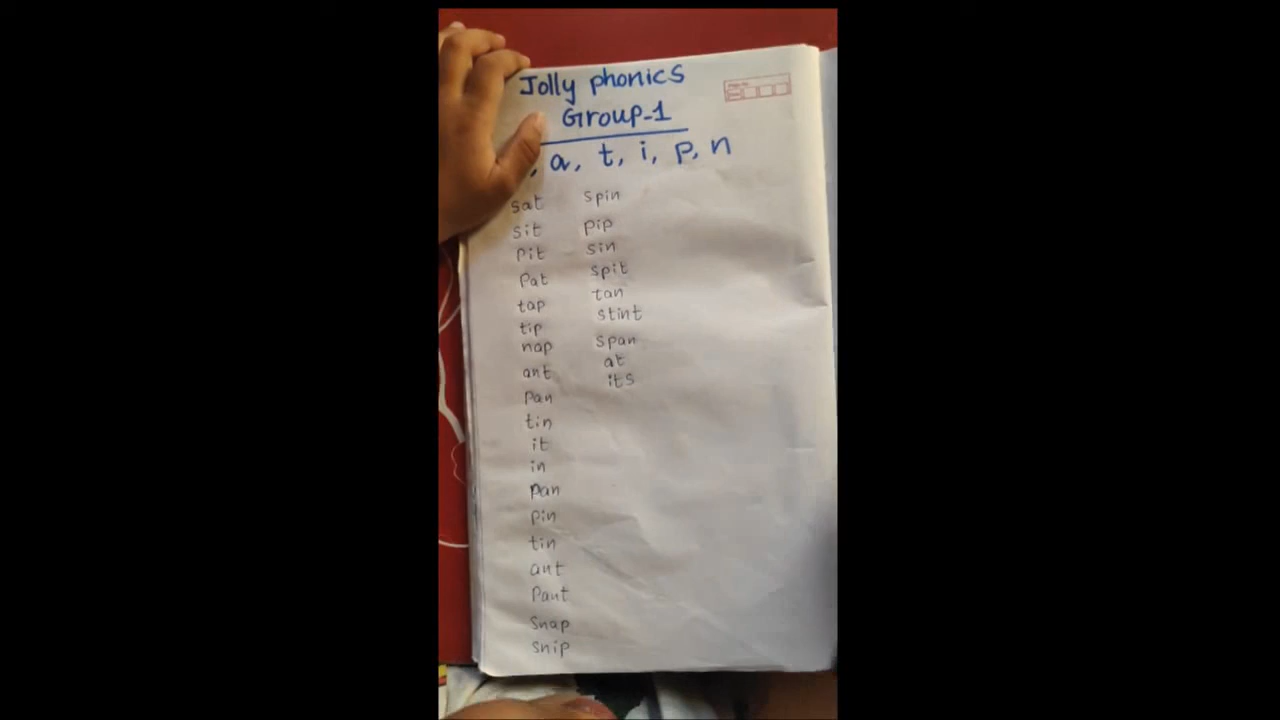 Jolly phonics
Group-1
, a, t, i, p, n
sat
sit
pit
Pat
tap
tip
nap
ant
pan
tin
it
in
pan
pin
tin
ant
Pant
snap
snip
spin
pip
sin
spit
tan
stint
span
at
its